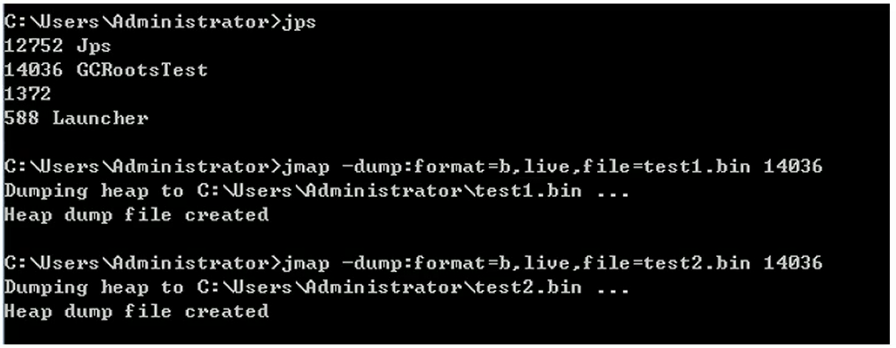 C:\Users\Administrator>jps
12752 Jps
14036 GCRootsTest
1372
588 Launcher
C:\Users\Administrator>jmap -dump:format=b,live,file=test1.bin 14036
Dumping heap to C:\Users\Administrator\test1.bin ...
Heap dump file created
C:\Users\Administrator>jmap -dump:format=b,live,file=test2.bin 14036
Dumping heap to C:\Users\Administrator\test2.bin ...
Heap dump file created